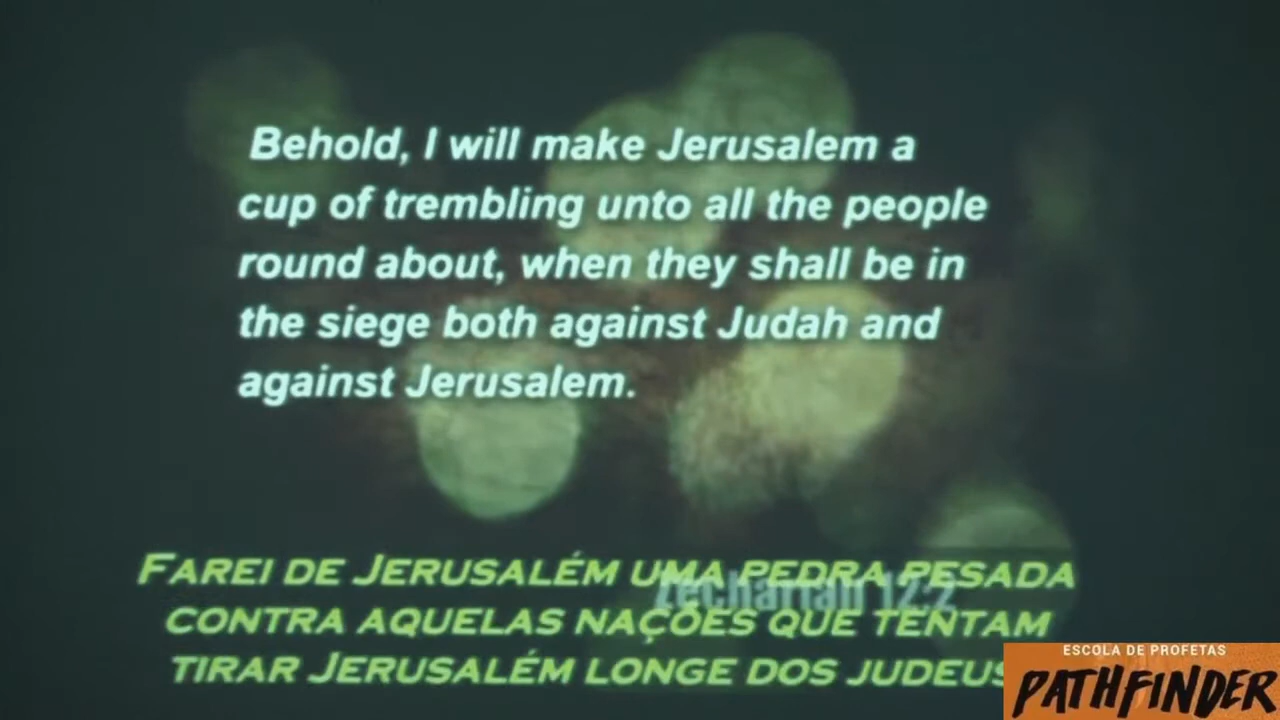 Behold, I will make Jerusalem a
cup of trembling unto all the people
round about, when they shall be in
the siege both against Judah and
against Jerusalem.
Zechariah 12:2
FAREI DE JERUSALÉM UMA PEDRA PESADA
CONTRA AQUELAS NAÇÕES QUE TENTAM
TIRAR JERUSALÉM LONGE DOS JUDEUS
ESCOLA DE PROFETAS
PATHFINDER